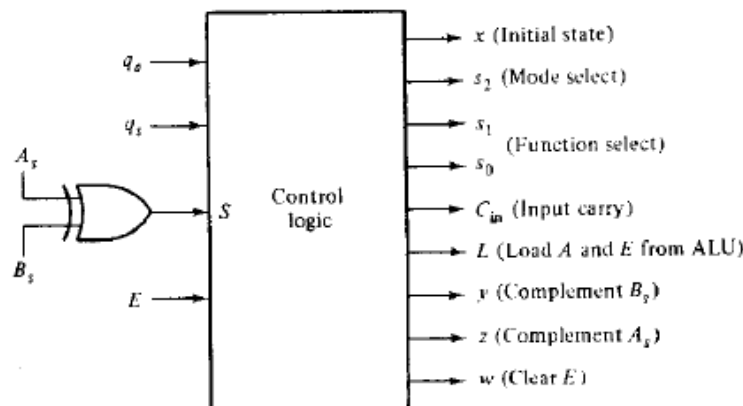 x (Initial state)
q_a
s_2 (Mode select)
q_s
s_1
(Function select)
s_0
A_s
Control
logic
S
C_in (Input carry)
L (Load A and E from ALU)
B_s
E
y (Complement B_s)
z (Complement A_s)
w (Clear E)